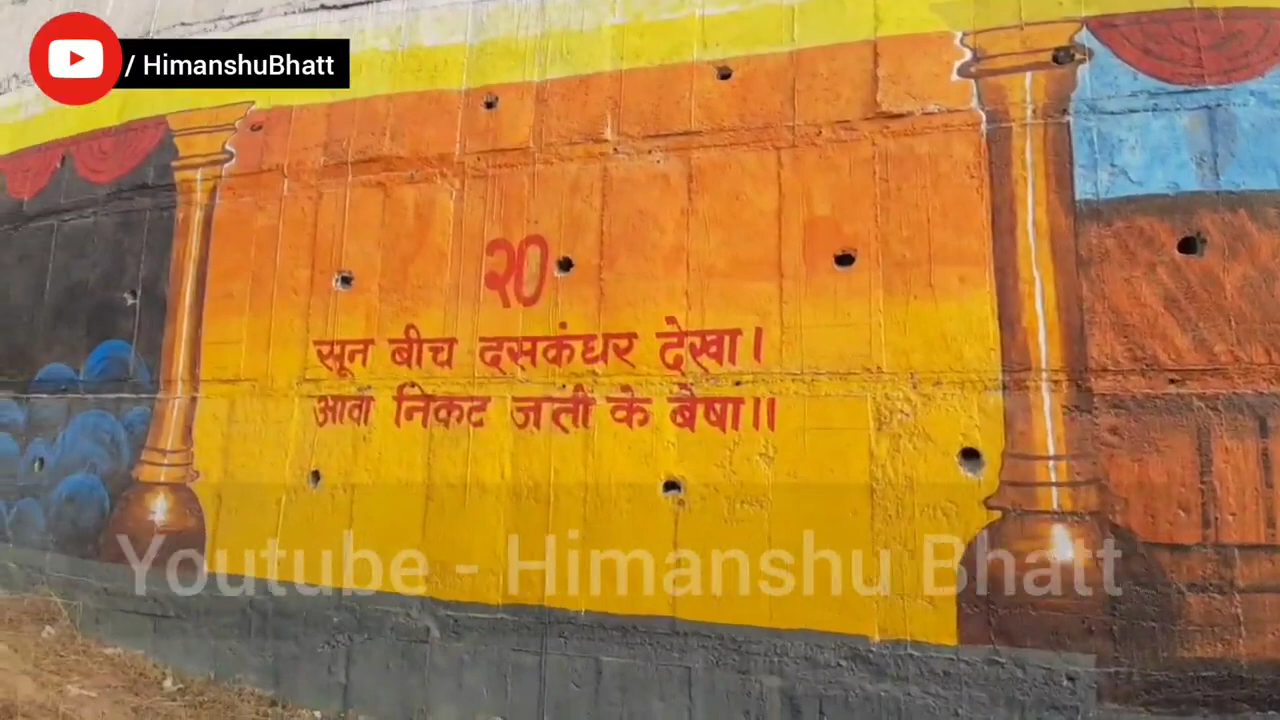 / HimanshuBhatt
२०
सून बीच दसकंधर देखा।
आवा निकट जती के बेषा॥
Youtube - Himanshu Bhatt